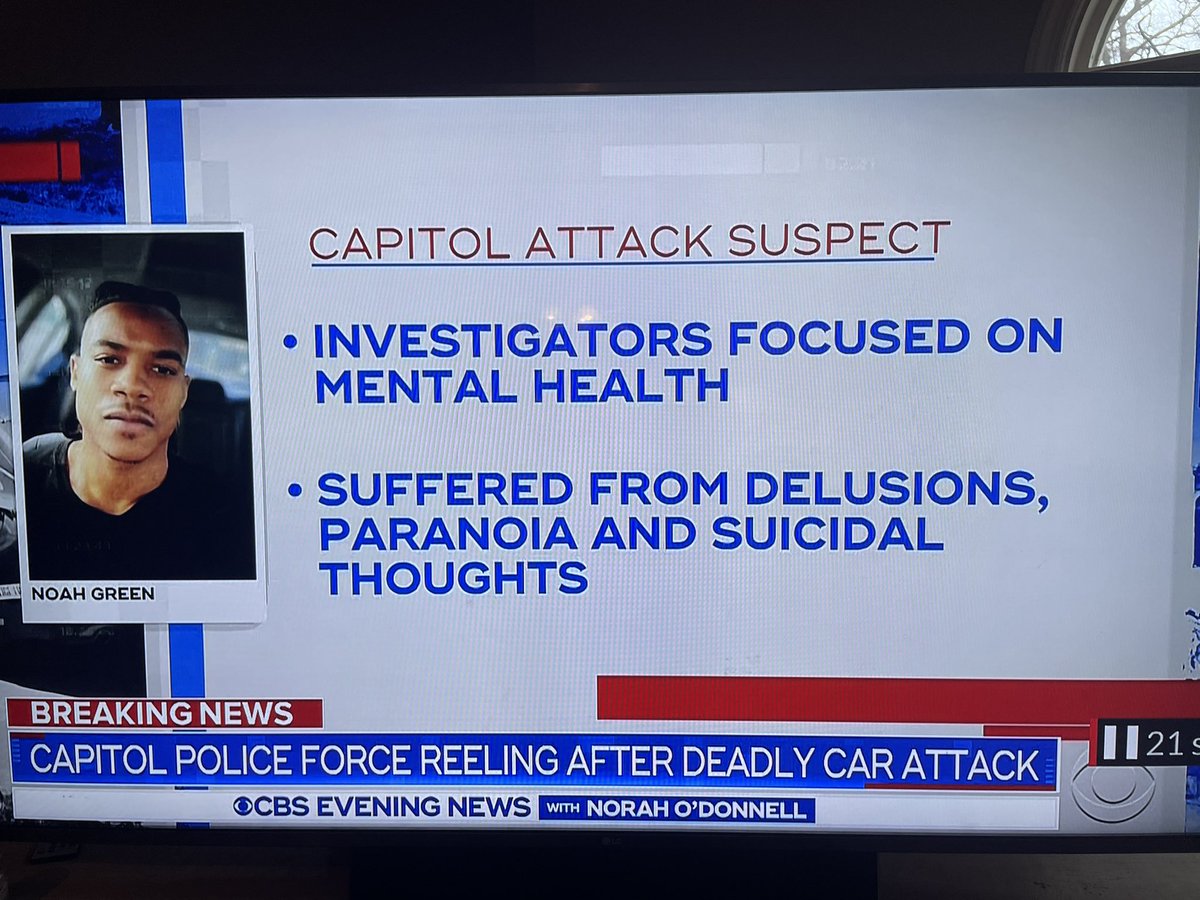 CAPITOL ATTACK SUSPECT
• INVESTIGATORS FOCUSED ON
MENTAL HEALTH
• SUFFERED FROM DELUSIONS,
PARANOIA AND SUICIDAL
THOUGHTS
NOAH GREEN
BREAKING NEWS
CAPITOL POLICE FORCE REELING AFTER DEADLY CAR ATTACK
21 s
CBS EVENING NEWS WITH NORAH O'DONNELL
LG